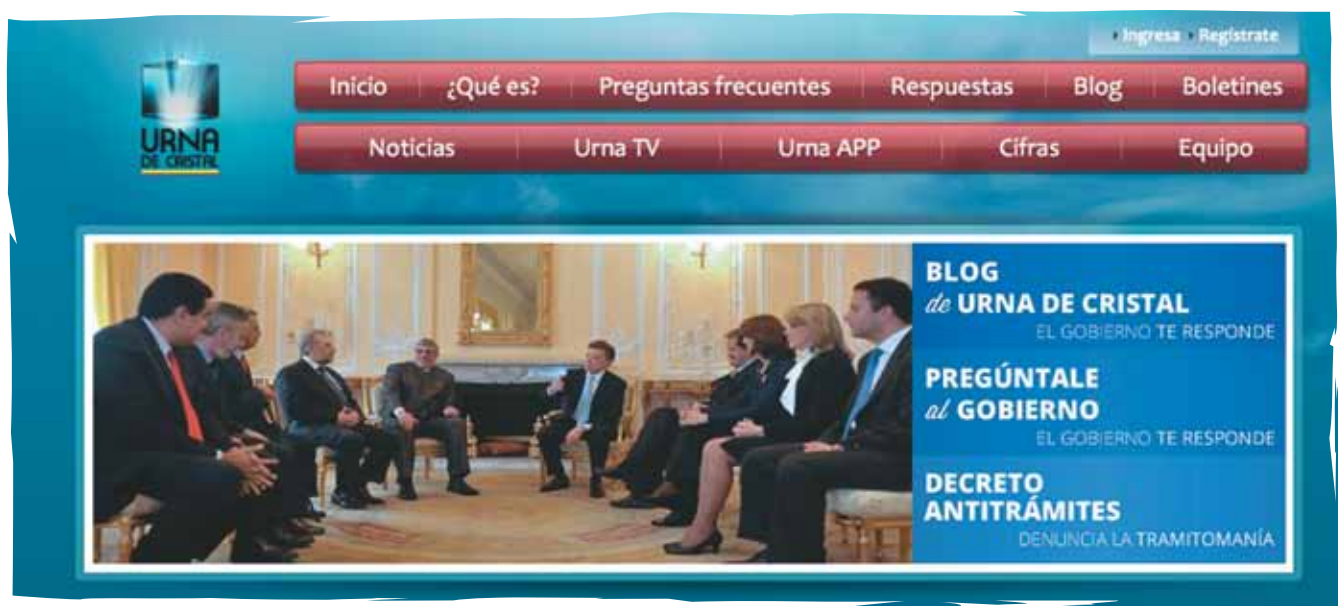 Ingresa Regístrate
URNA
DE CRISTAL
Inicio ¿Qué es? Preguntas frecuentes Respuestas Blog Boletines
Noticias Urna TV Urna APP Cifras Equipo
BLOG
de URNA DE CRISTAL
EL GOBIERNO TE RESPONDE
PREGÚNTALE
al GOBIERNO
EL GOBIERNO TE RESPONDE
DECRETO
ANTITRÁMITES
DENUNCIA LA TRAMITOMANÍA